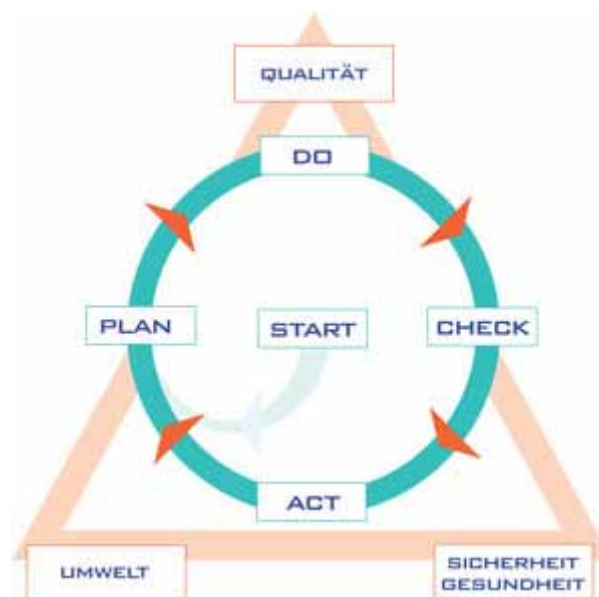 QUALITÄT
DO
PLAN
START
CHECK
ACT
UMWELT
SICHERHEIT
GESUNDHEIT